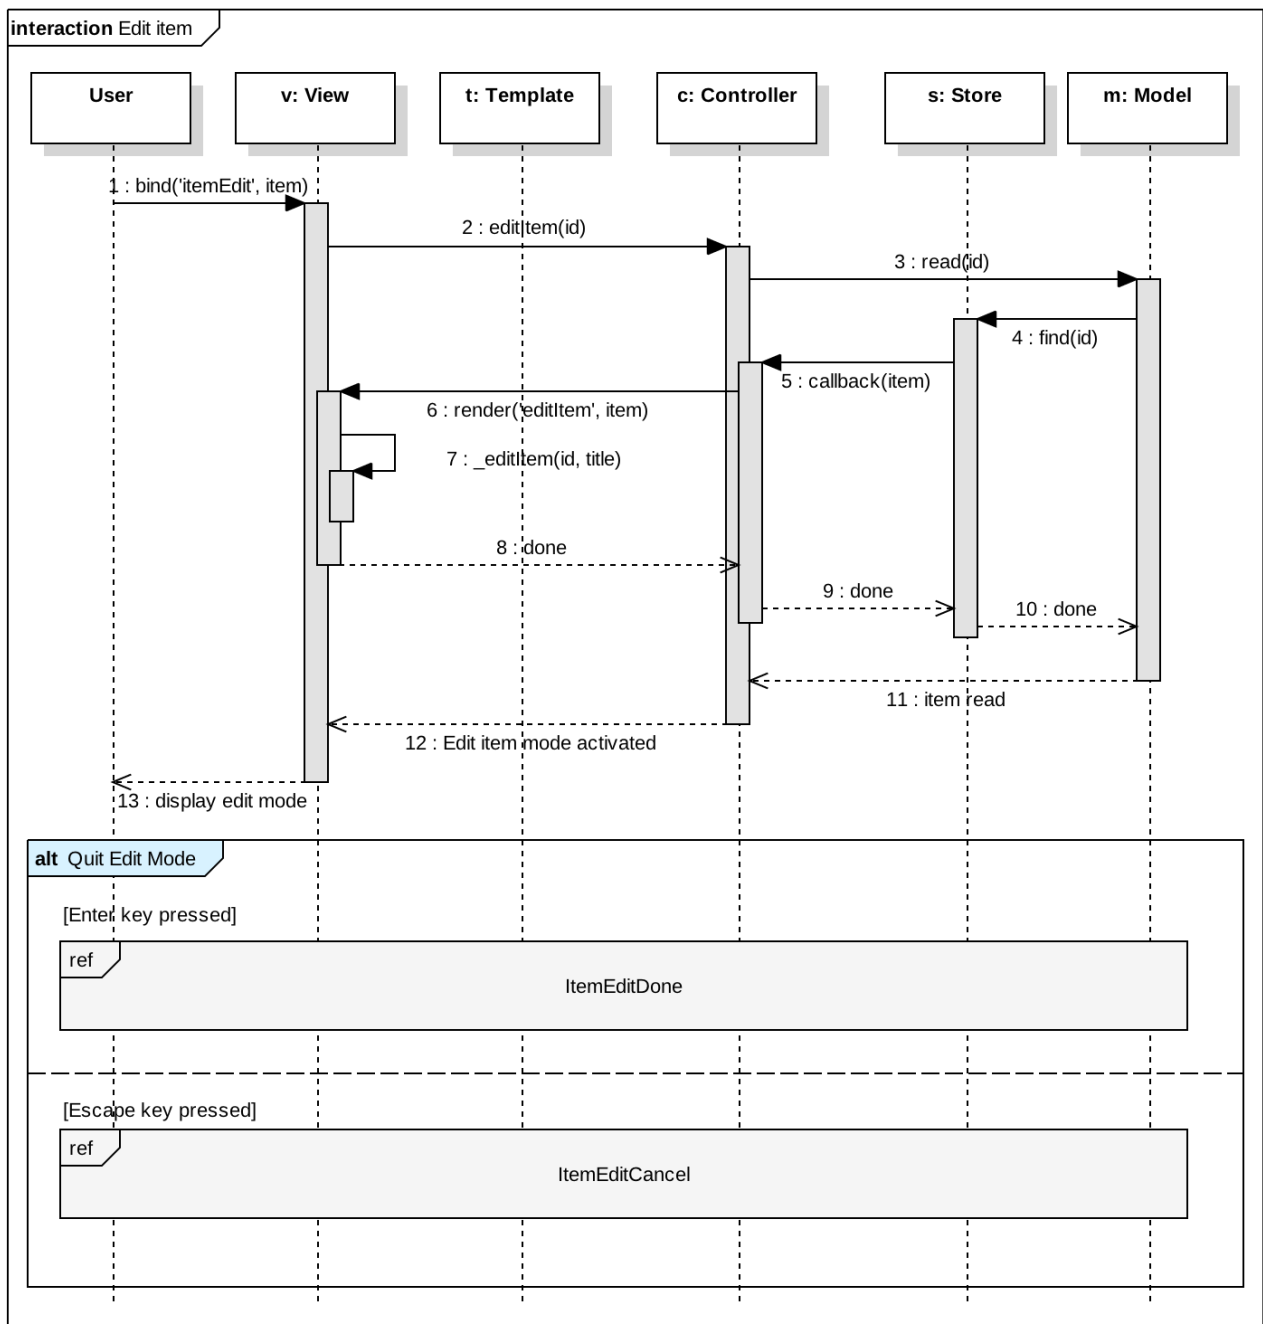 interaction Edit item
User
v: View
t: Template
c: Controller
s: Store
m: Model
1 : bind('itemEdit', item)
2 : editItem(id)
3 : read(id)
4 : find(id)
5 : callback(item)
6 : render('editItem', item)
7 : _editItem(id, title)
8 : done
9 : done
10 : done
11 : item read
12 : Edit item mode activated
13 : display edit mode
alt Quit Edit Mode
[Enter key pressed]
ref
ItemEditDone
[Escape key pressed]
ref
ItemEditCancel